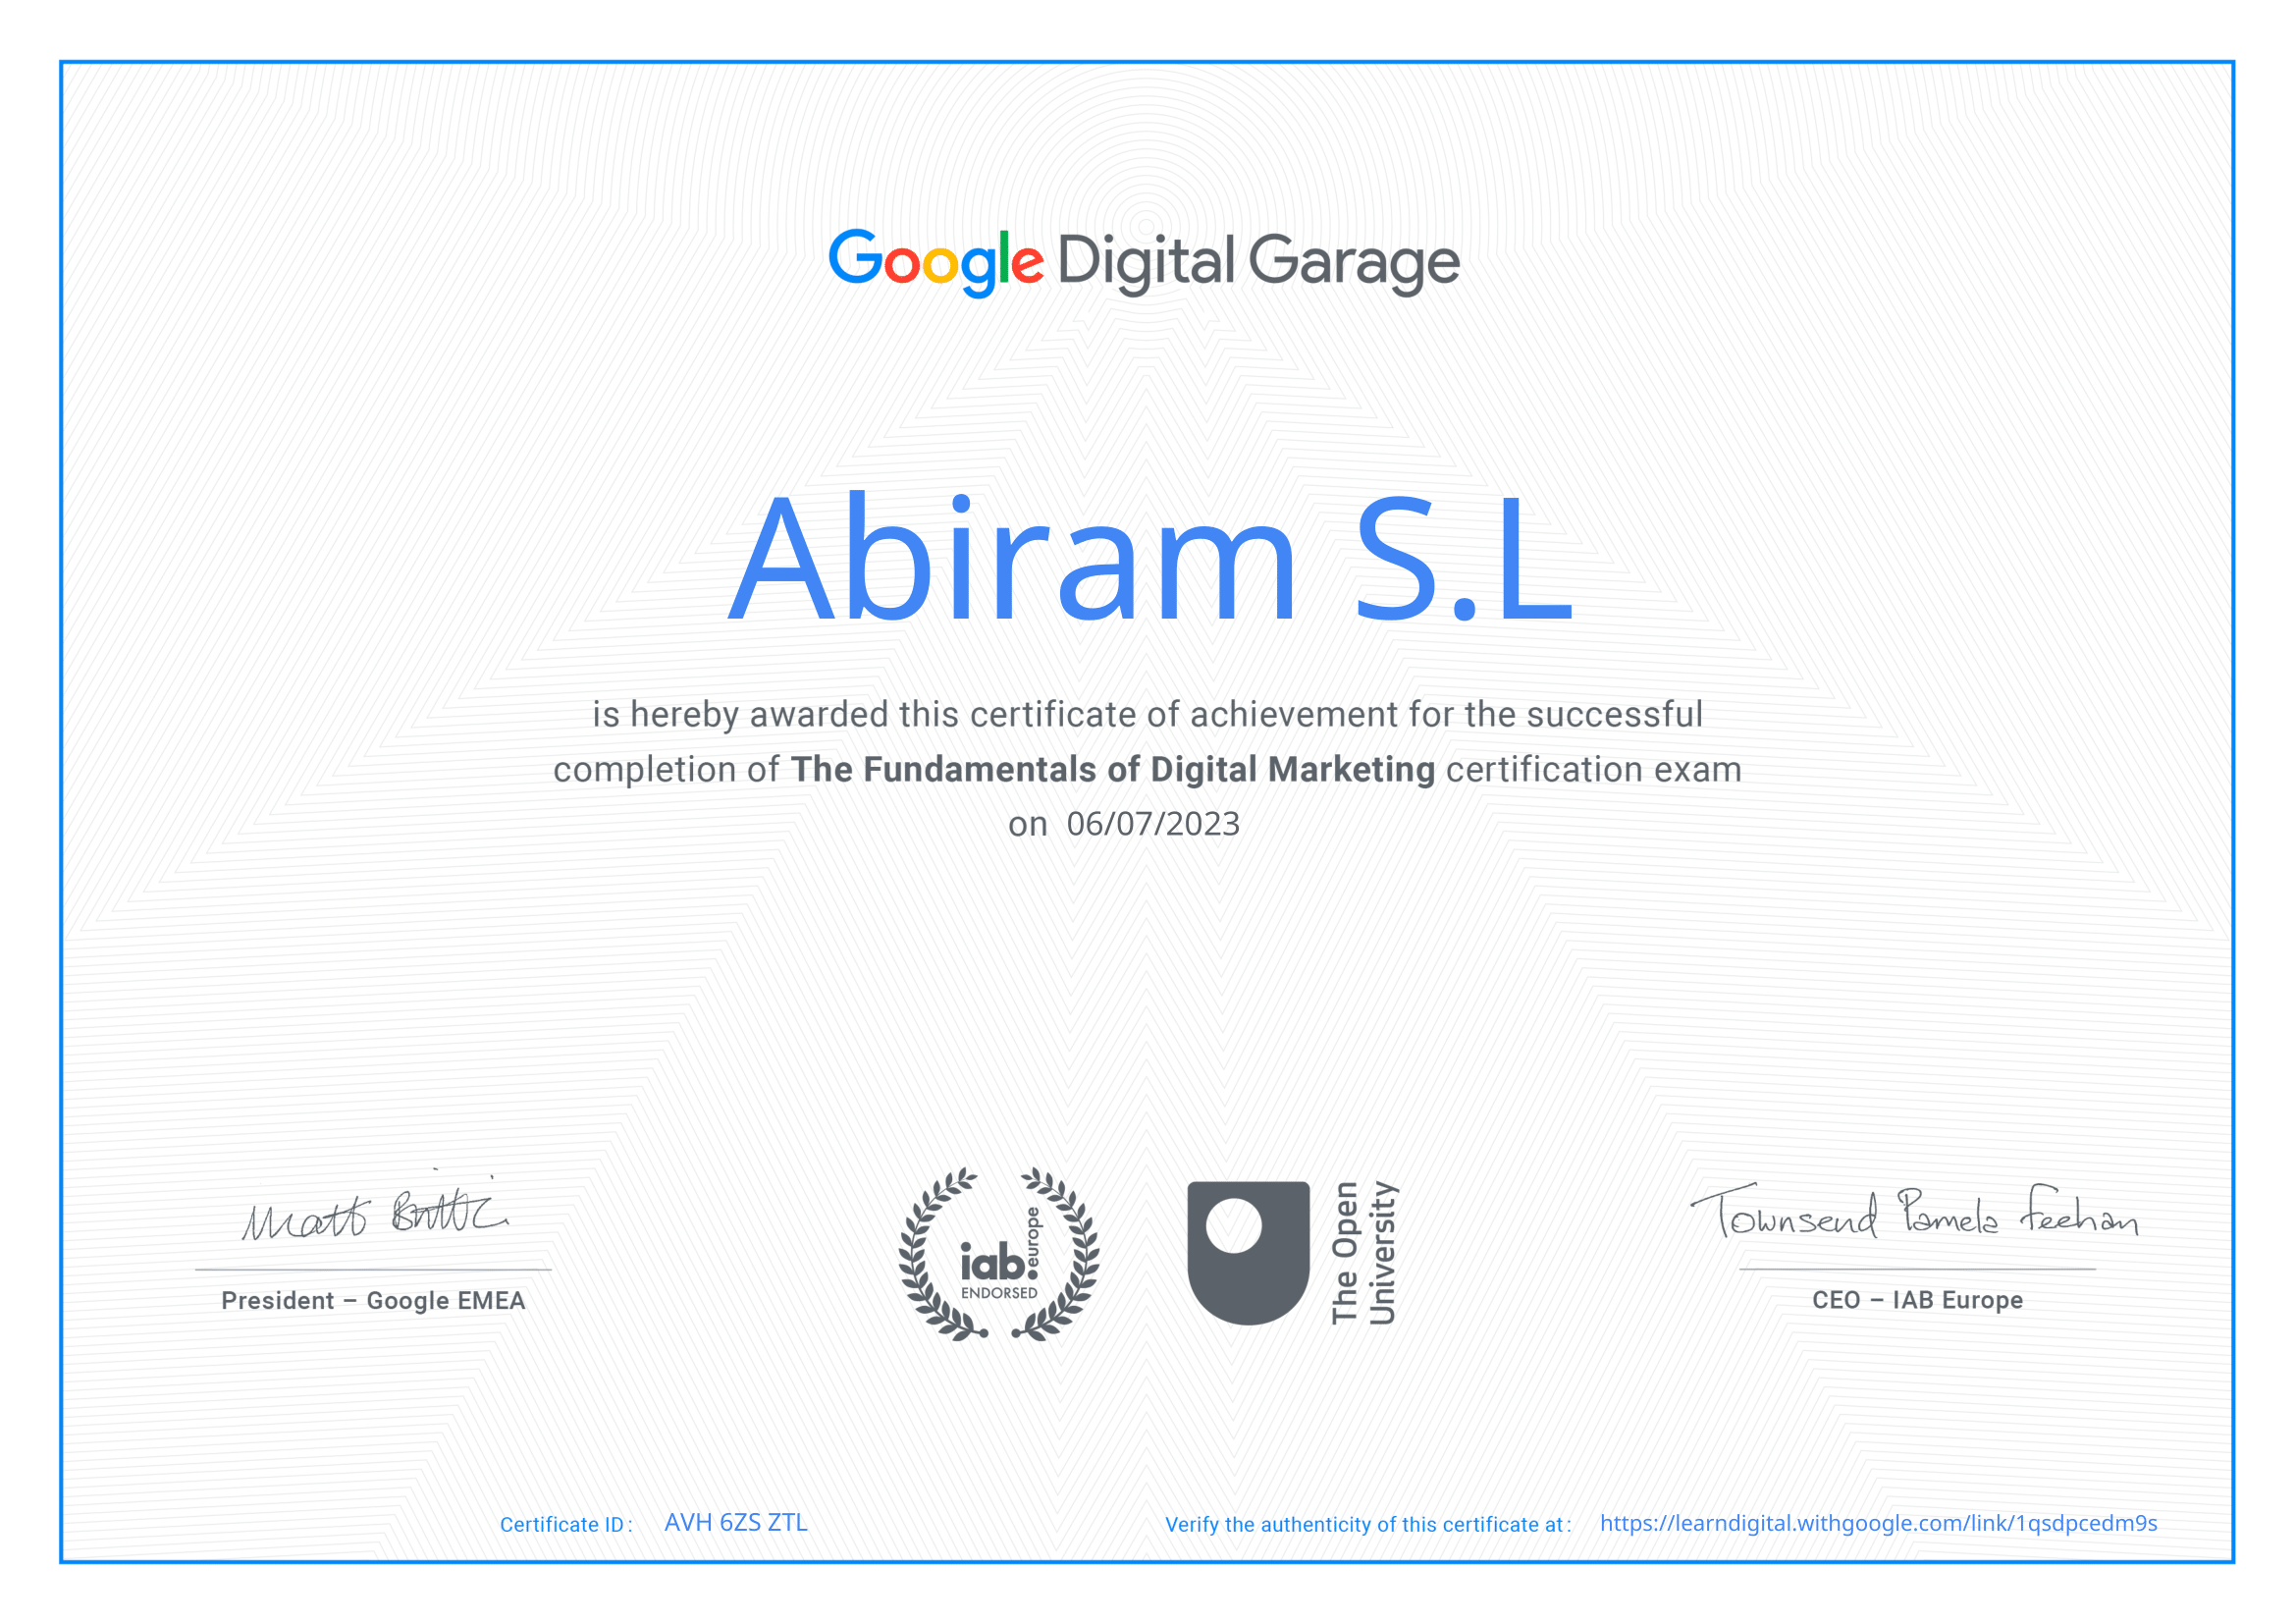 Google Digital Garage
Abiram S.L
is hereby awarded this certificate of achievement for the successful
completion of The Fundamentals of Digital Marketing certification exam
on 06/07/2023
Matt Brittin
President – Google EMEA
iab.europe
ENDORSED
The Open
University
Townsend Pamela Feehan
CEO – IAB Europe
Certificate ID: AVH 6ZS ZTL
Verify the authenticity of this certificate at: https://learndigital.withgoogle.com/link/1qsdpcedm9s